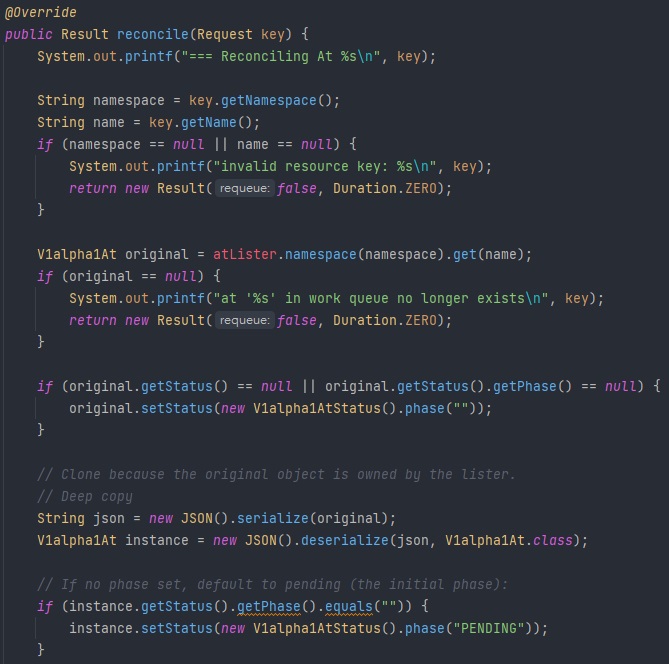 @Override
public Result reconcile(Request key) {
System.out.printf("=== Reconciling At %s\n", key);
String namespace = key.getNamespace();
String name = key.getName();
if (namespace == null || name == null) {
System.out.printf("invalid resource key: %s\n", key);
return new Result( requeue: false, Duration.ZERO);
}
V1alpha1At original = atLister.namespace(namespace).get(name);
if (original == null) {
System.out.printf("at '%s' in work queue no longer exists\n", key);
return new Result( requeue: false, Duration.ZERO);
}
if (original.getStatus() == null || original.getStatus().getPhase() == null) {
original.setStatus(new V1alpha1AtStatus().phase(""));
}
// Clone because the original object is owned by the lister.
// Deep copy
String json = new JSON().serialize(original);
V1alpha1At instance = new JSON().deserialize(json, V1alpha1At.class);
// If no phase set, default to pending (the initial phase):
if (instance.getStatus().getPhase().equals("")) {
instance.setStatus(new V1alpha1AtStatus().phase("PENDING"));
}